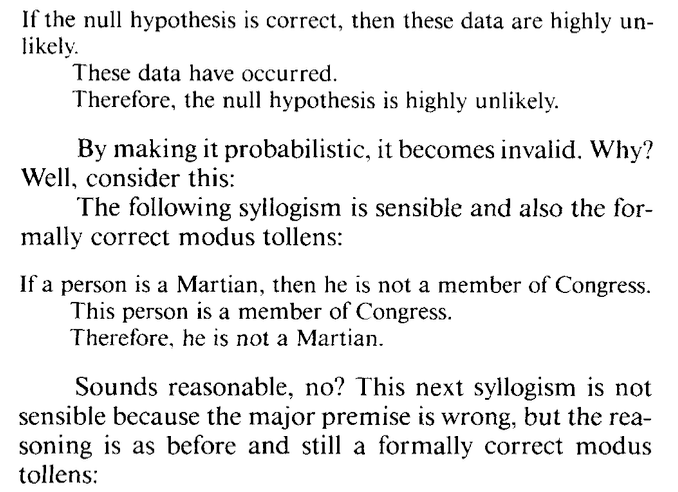 If the null hypothesis is correct, then these data are highly un-
likely.
These data have occurred.
Therefore, the null hypothesis is highly unlikely.
By making it probabilistic, it becomes invalid. Why?
Well, consider this:
The following syllogism is sensible and also the for-
mally correct modus tollens:
If a person is a Martian, then he is not a member of Congress.
This person is a member of Congress.
Therefore, he is not a Martian.
Sounds reasonable, no? This next syllogism is not
sensible because the major premise is wrong, but the rea-
soning is as before and still a formally correct modus
tollens: